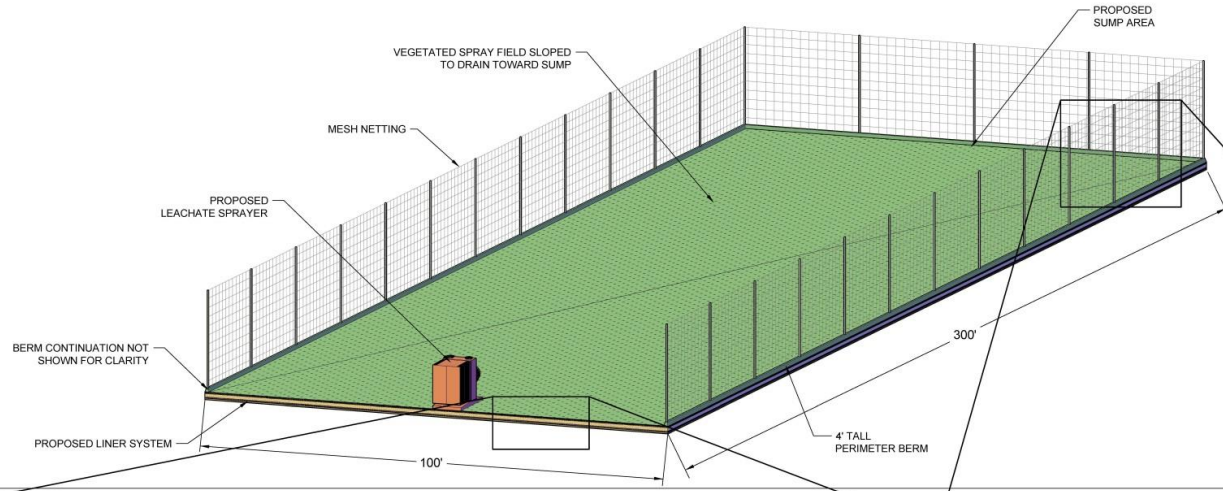 PROPOSED
SUMP AREA
VEGETATED SPRAY FIELD SLOPED
TO DRAIN TOWARD SUMP
MESH NETTING
PROPOSED
LEACHATE SPRAYER
BERM CONTINUATION NOT
SHOWN FOR CLARITY
300'
PROPOSED LINER SYSTEM
4' TALL
PERIMETER BERM
100'